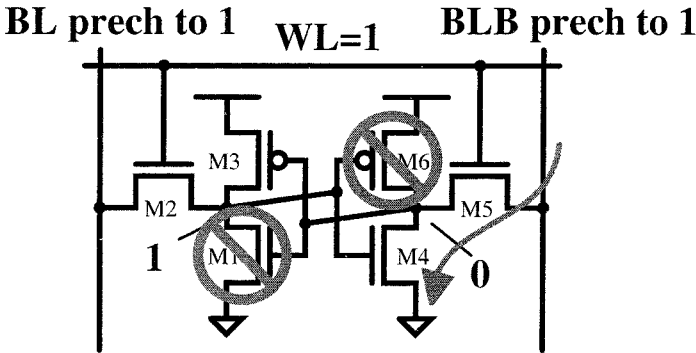 BL prech to 1
BLB prech to 1
WL=1
M3
M6
M2
M5
1
M1
M4
0